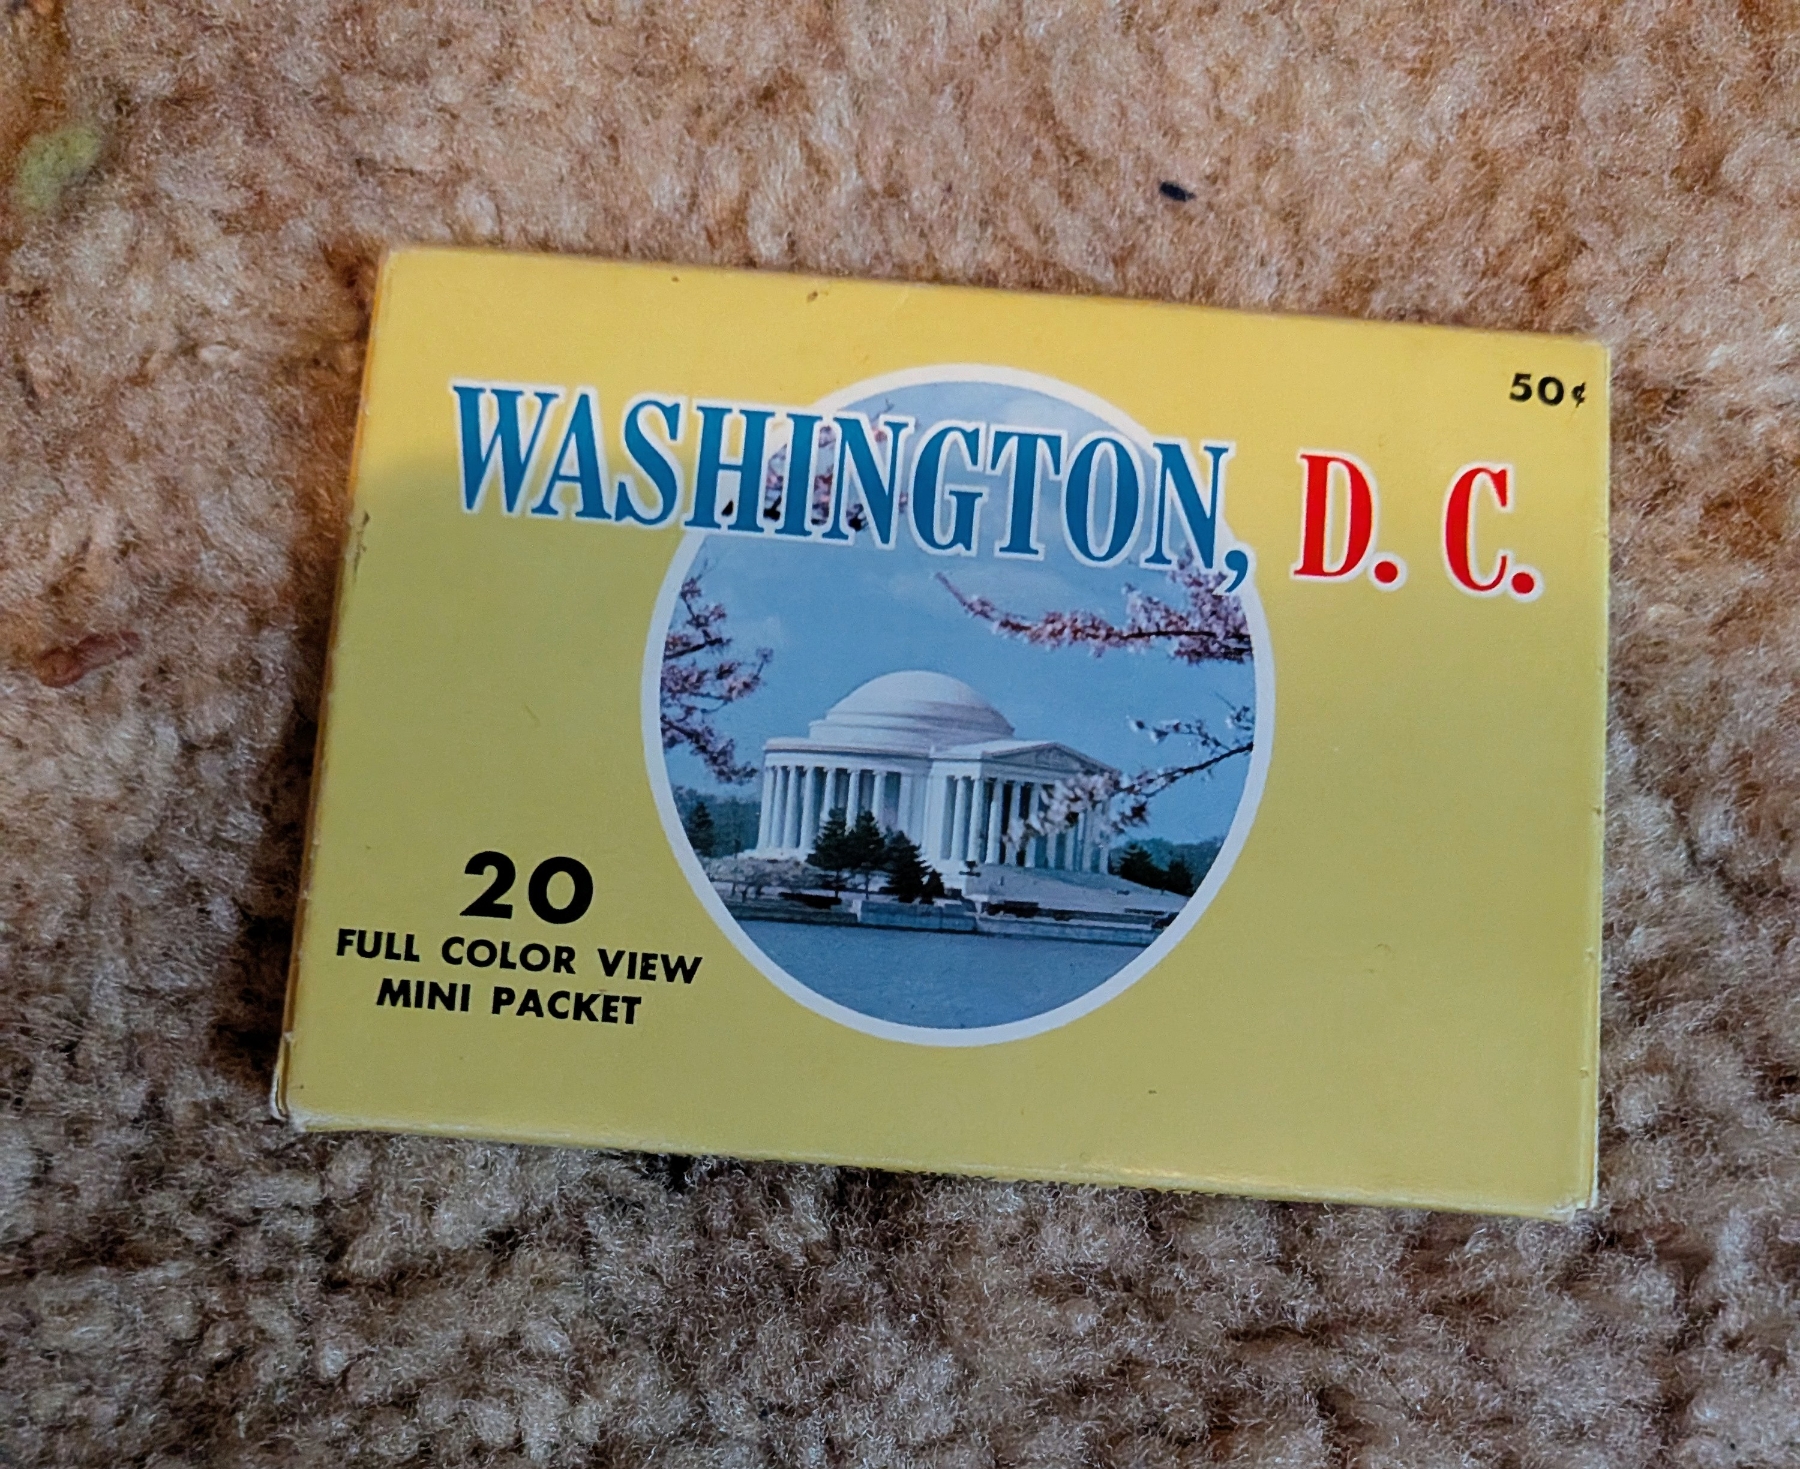 50¢
WASHINGTON, D. C.
20
FULL COLOR VIEW
MINI PACKET